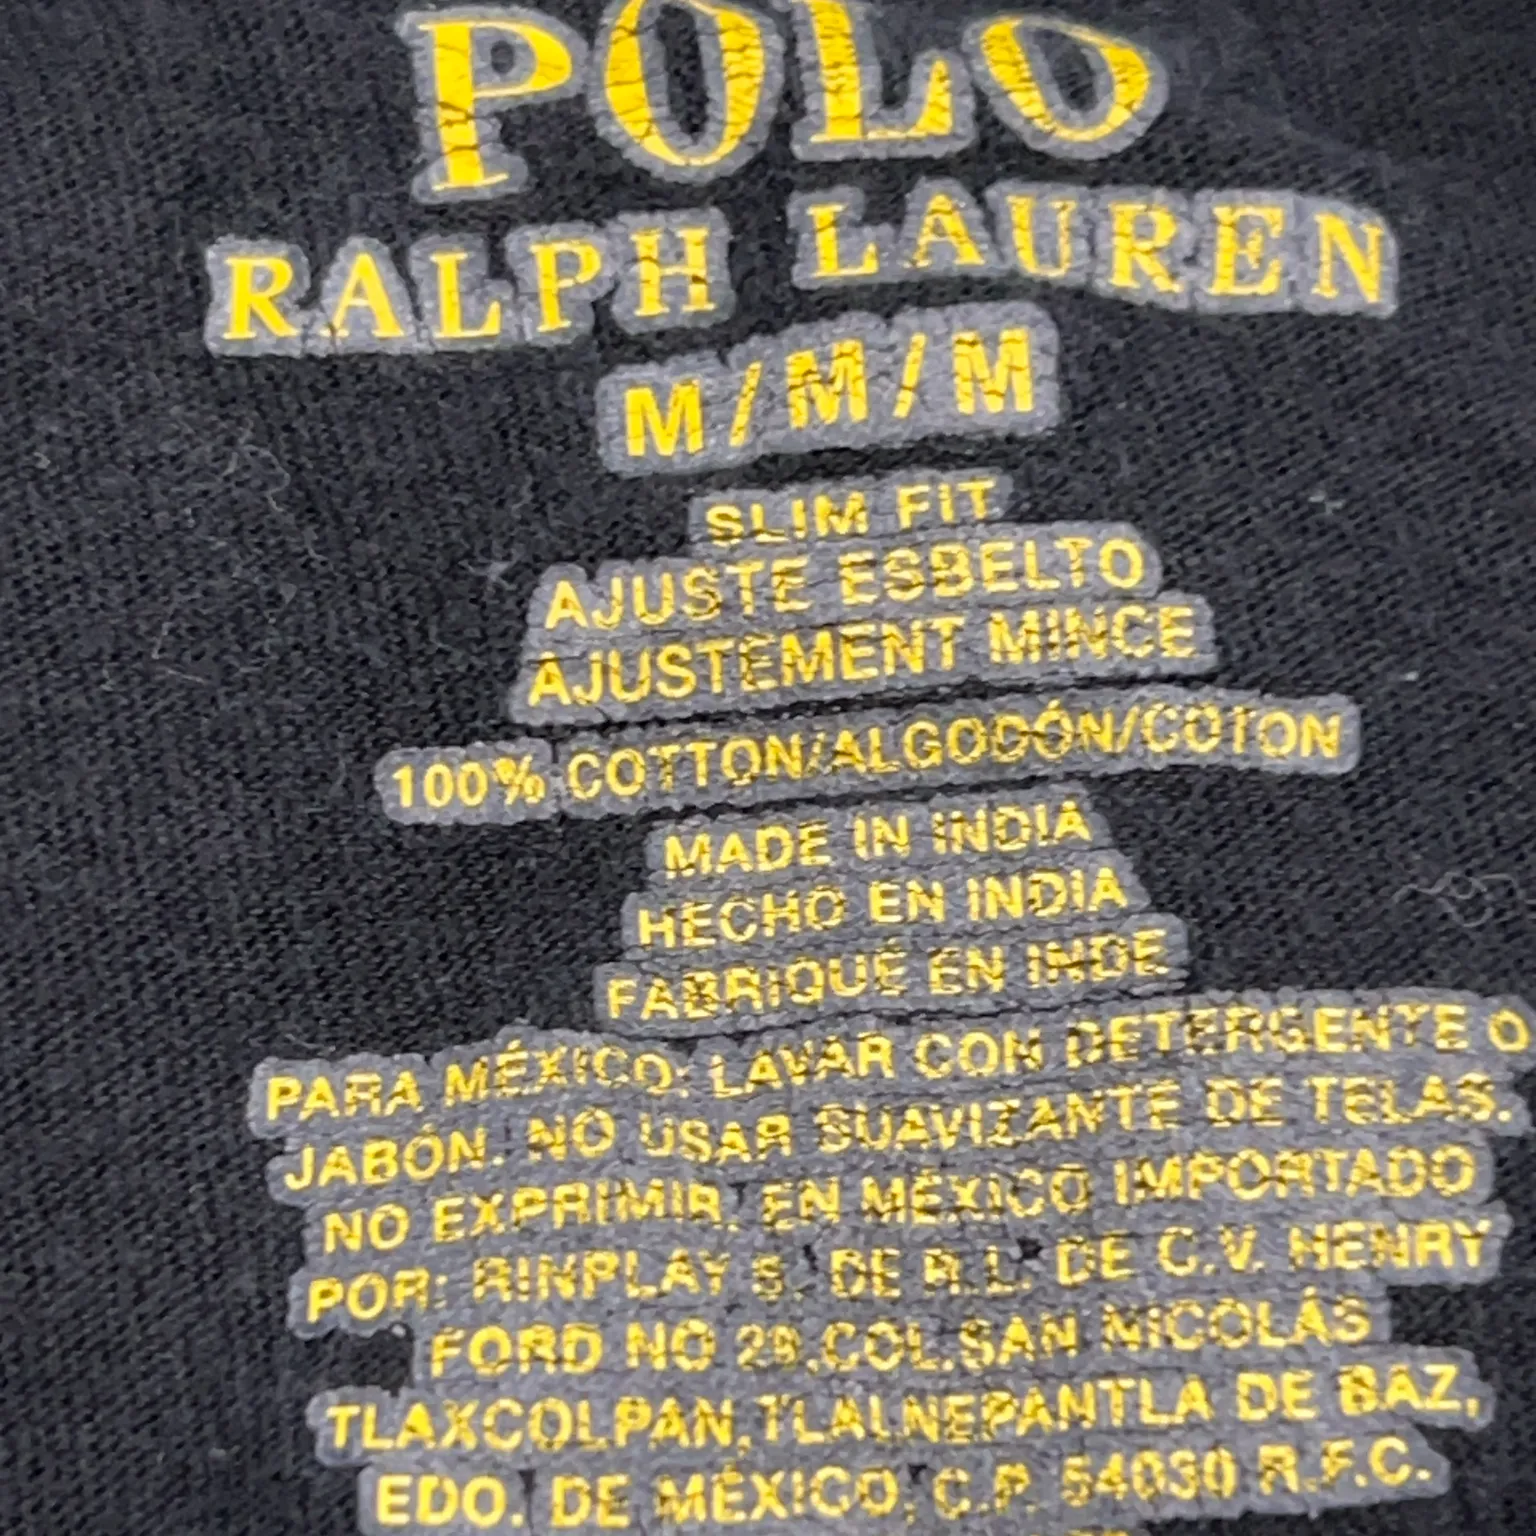 POLO
RALPH LAUREN
M/M/M
SLIM FIT
AJUSTE ESBELTO
AJUSTEMENT MINCE
100% COTTON/ALGODÓN/COTON
MADE IN INDIA
HECHO EN INDIA
FABRIQUÉ EN INDE
PARA MÉXICO: LAVAR CON DETERGENTE O
JABÓN. NO USAR SUAVIZANTE DE TELAS.
NO EXPRIMIR. EN MÉXICO IMPORTADO
POR: RINPLAY S. DE R.L. DE C.V. HENRY
FORD NO 29,COL.SAN NICOLÁS
TLAXCOLPAN,TLALNEPANTLA DE BAZ,
EDO. DE MÉXICO, C.P. 54030 R.F.C.